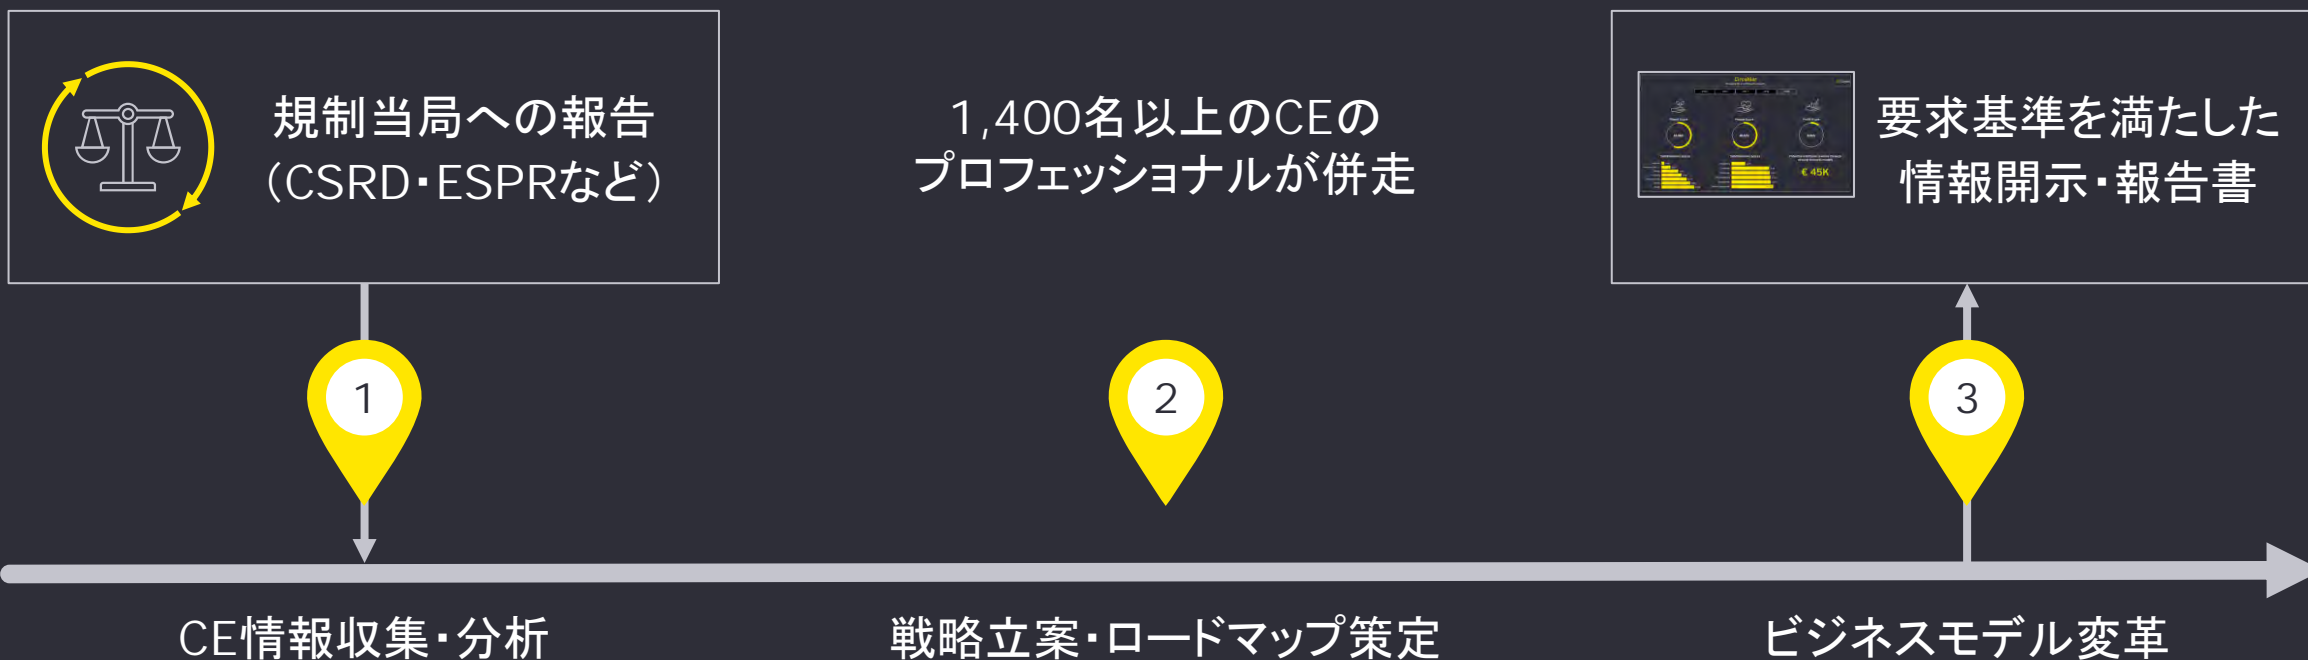 規制当局への報告
（CSRD・ESPRなど）
1,400名以上のCEの
プロフェッショナルが併走
€ 45K
要求基準を満たした
情報開示・報告書
1
2
3
CE情報収集・分析
戦略立案・ロードマップ策定
ビジネスモデル変革